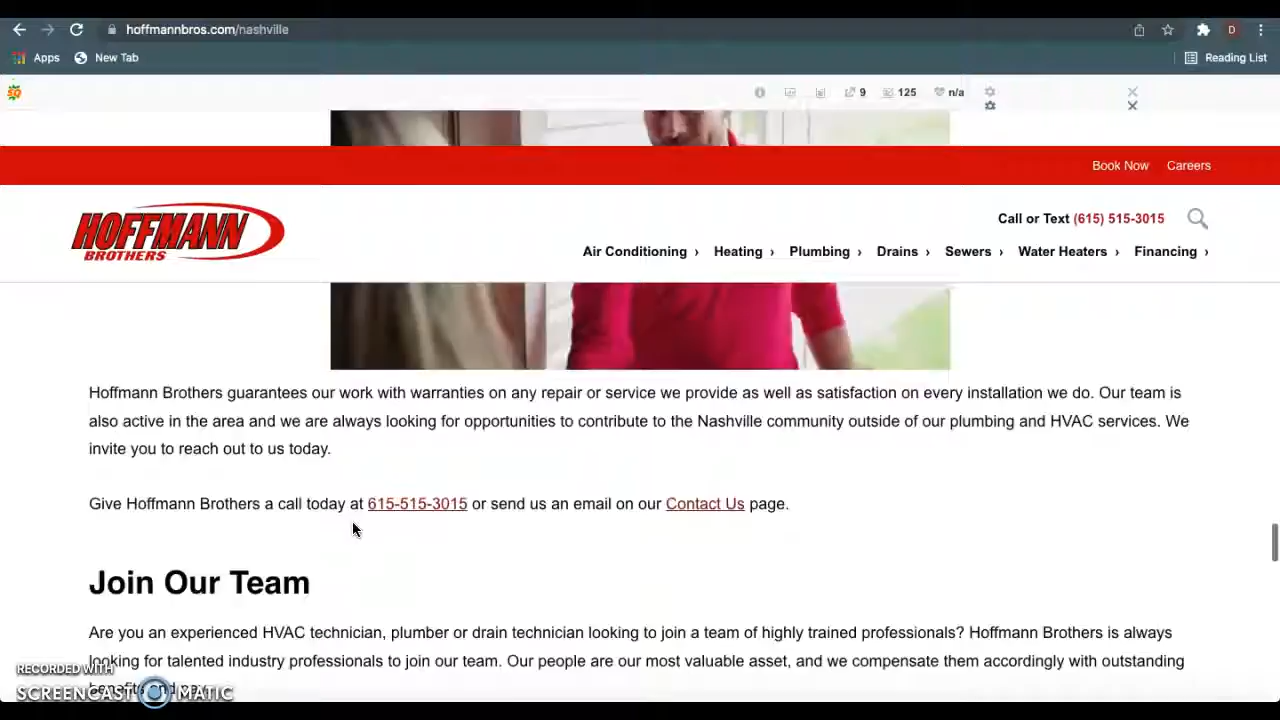 hoffmannbros.com/nashville
D
Apps New Tab Reading List
SQ 9 125 n/a
Book Now Careers
HOFFMANN
BROTHERS
Call or Text (615) 515-3015
Air Conditioning › Heating › Plumbing › Drains › Sewers › Water Heaters › Financing ›
Hoffmann Brothers guarantees our work with warranties on any repair or service we provide as well as satisfaction on every installation we do. Our team is
also active in the area and we are always looking for opportunities to contribute to the Nashville community outside of our plumbing and HVAC services. We
invite you to reach out to us today.
Give Hoffmann Brothers a call today at 615-515-3015 or send us an email on our Contact Us page.
Join Our Team
Are you an experienced HVAC technician, plumber or drain technician looking to join a team of highly trained professionals? Hoffmann Brothers is always
looking for talented industry professionals to join our team. Our people are our most valuable asset, and we compensate them accordingly with outstanding
benefits and
RECORDED WITH
SCREENCAST MATIC